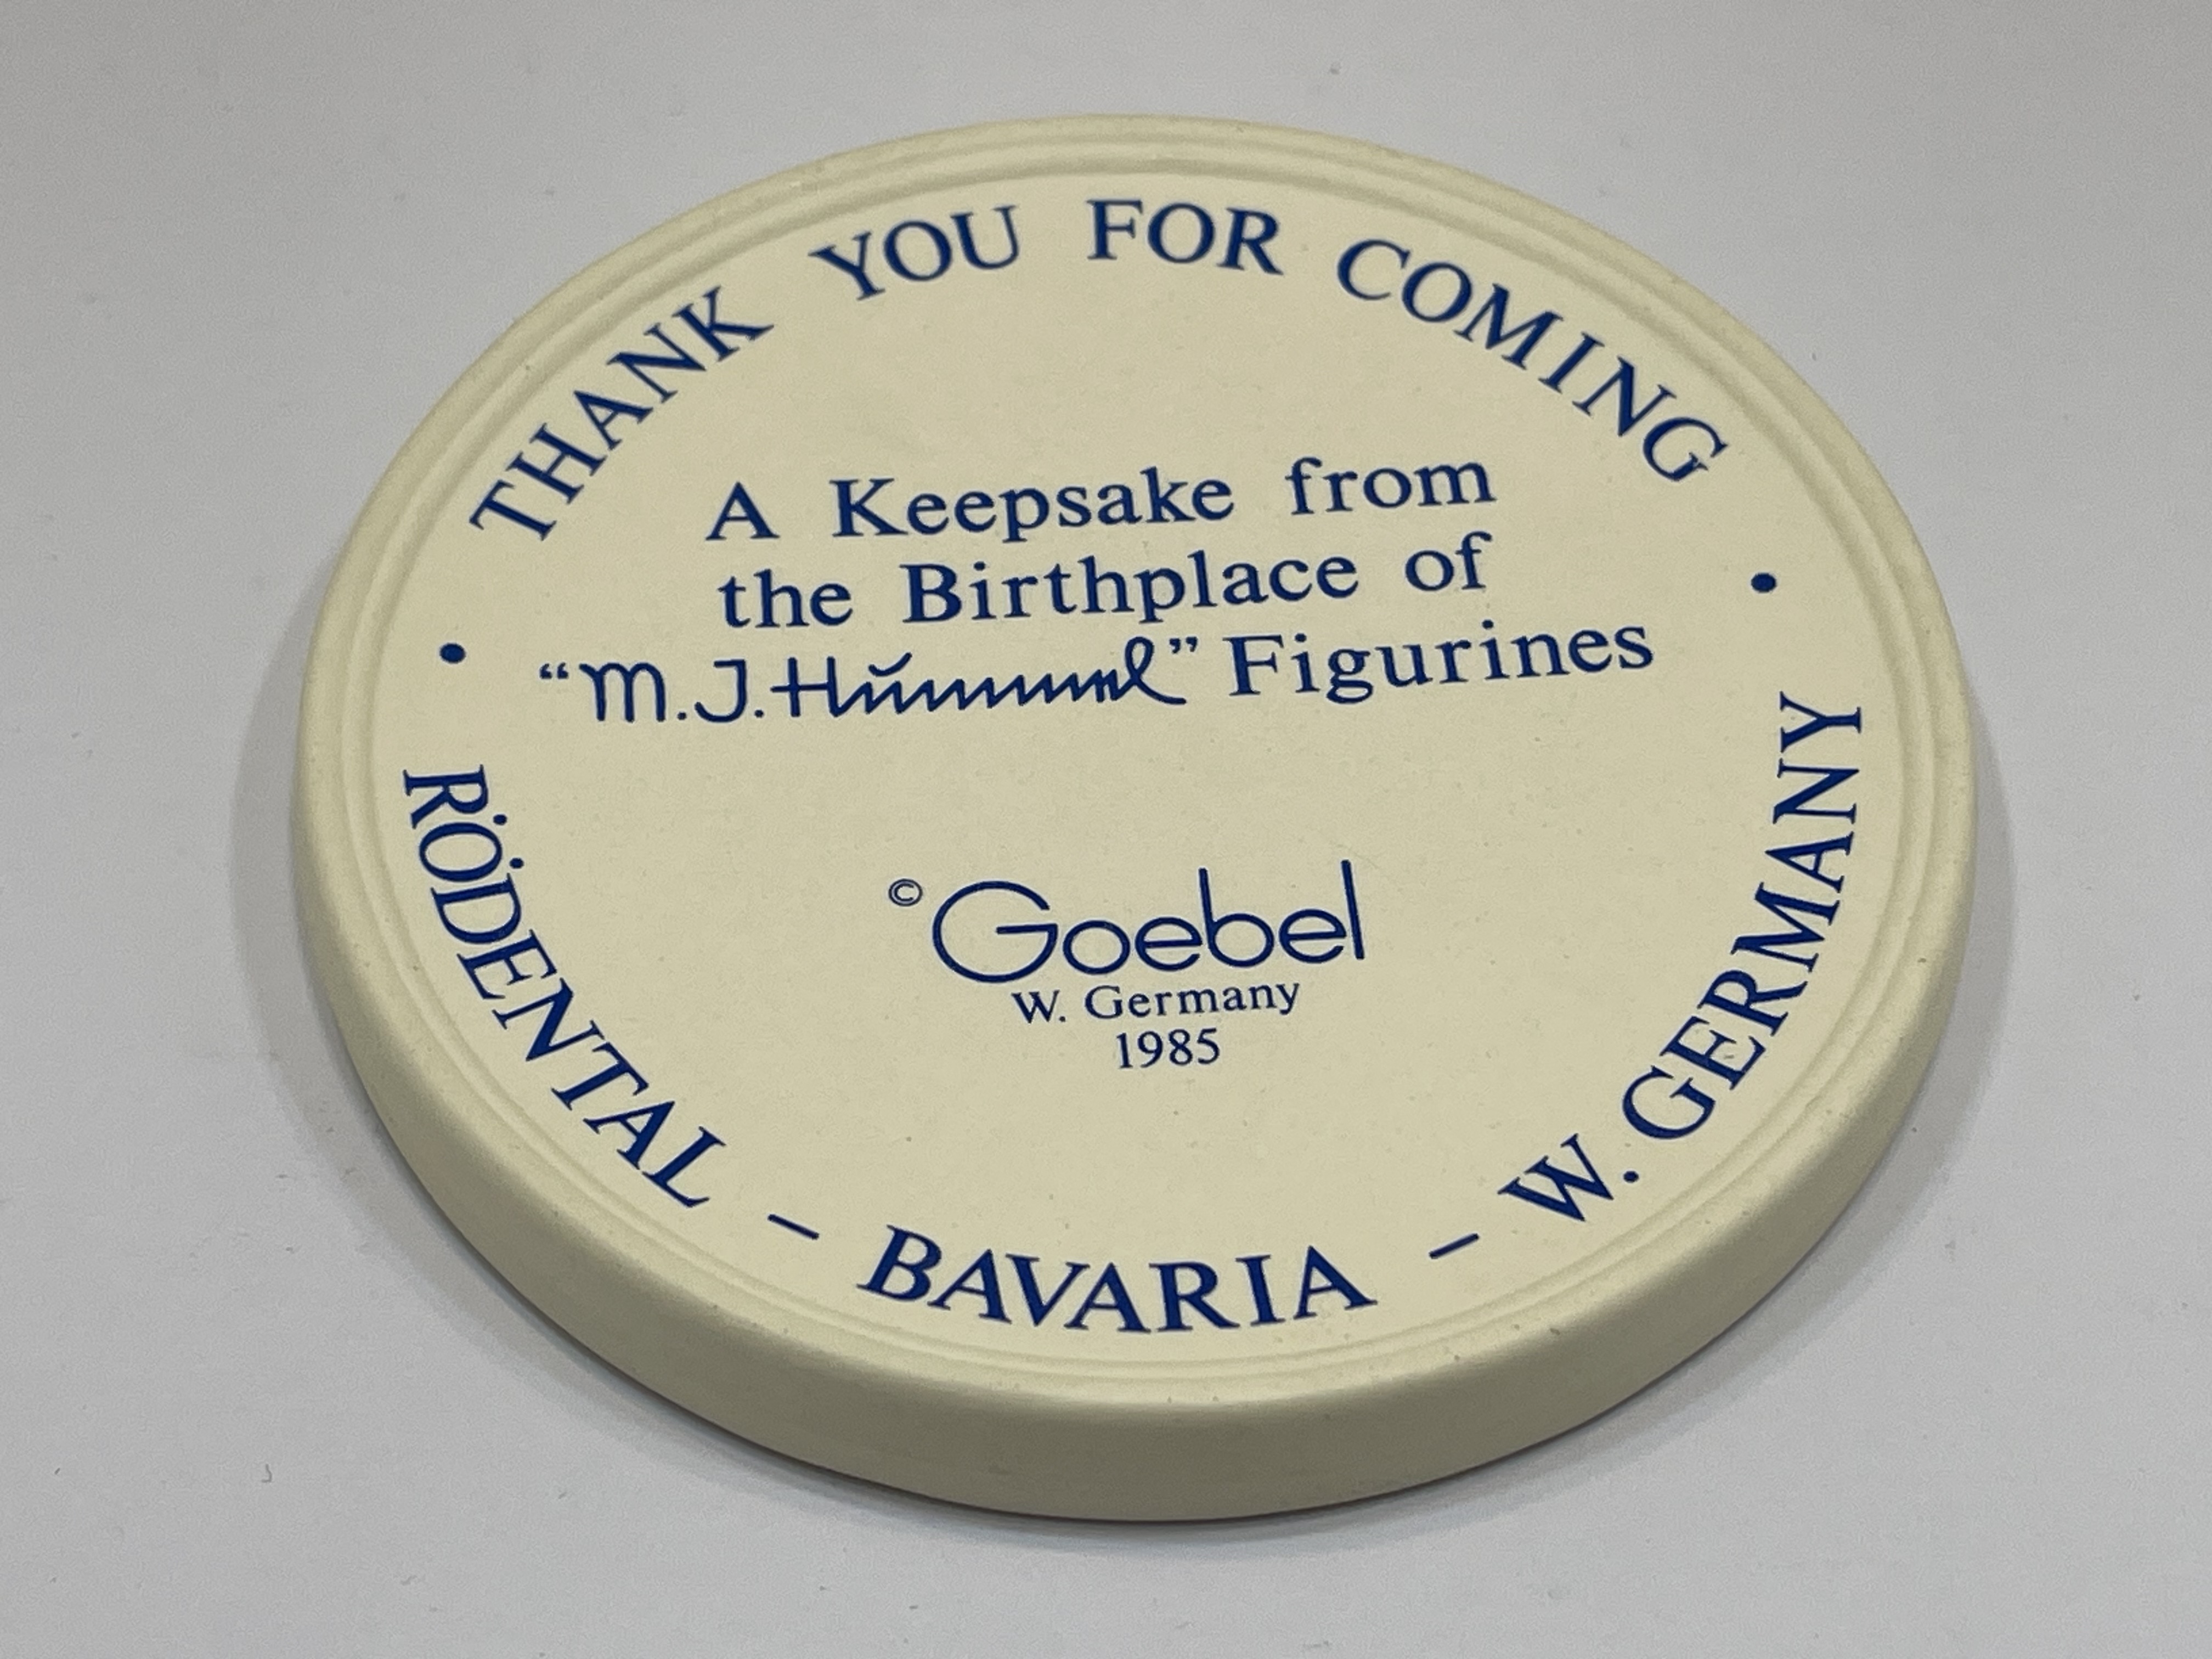 THANK YOU FOR COMING
A Keepsake from
the Birthplace of
“M.J. Hummel” Figurines
© Goebel
W. Germany
1985
• RÖDENTAL – BAVARIA – W. GERMANY •